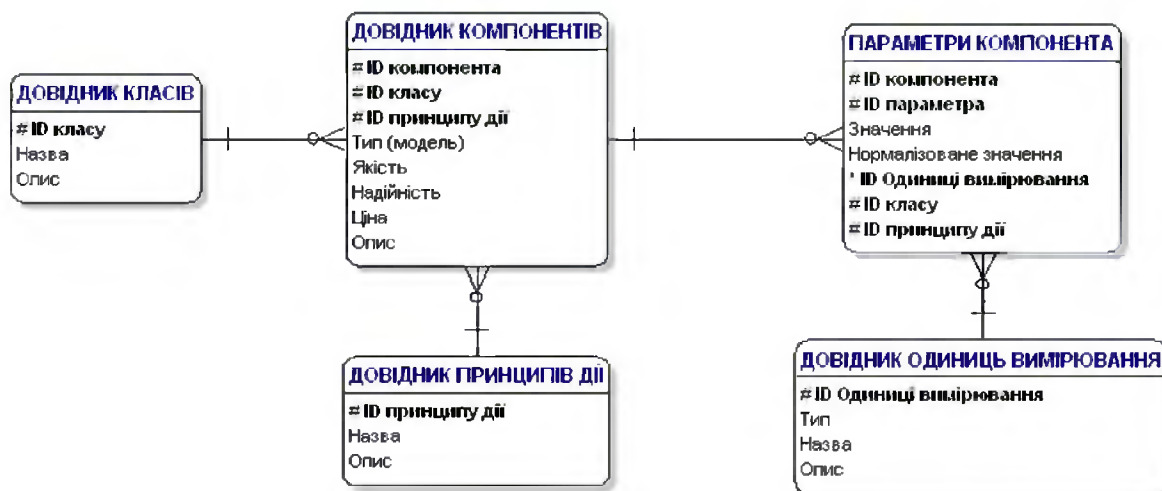 ДОВІДНИК КЛАСІВ
# ID класу
Назва
Опис
ДОВІДНИК КОМПОНЕНТІВ
# ID компонента
# ID класу
# ID принципу дії
Тип (модель)
Якість
Надійність
Ціна
Опис
ПАРАМЕТРИ КОМПОНЕНТА
# ID компонента
# ID параметра
Значення
Нормалізоване значення
* ID Одиниці вимірювання
# ID класу
# ID принципу дії
ДОВІДНИК ПРИНЦИПІВ ДІЇ
# ID принципу дії
Назва
Опис
ДОВІДНИК ОДИНИЦЬ ВИМІРЮВАННЯ
# ID Одиниці вимірювання
Тип
Назва
Опис